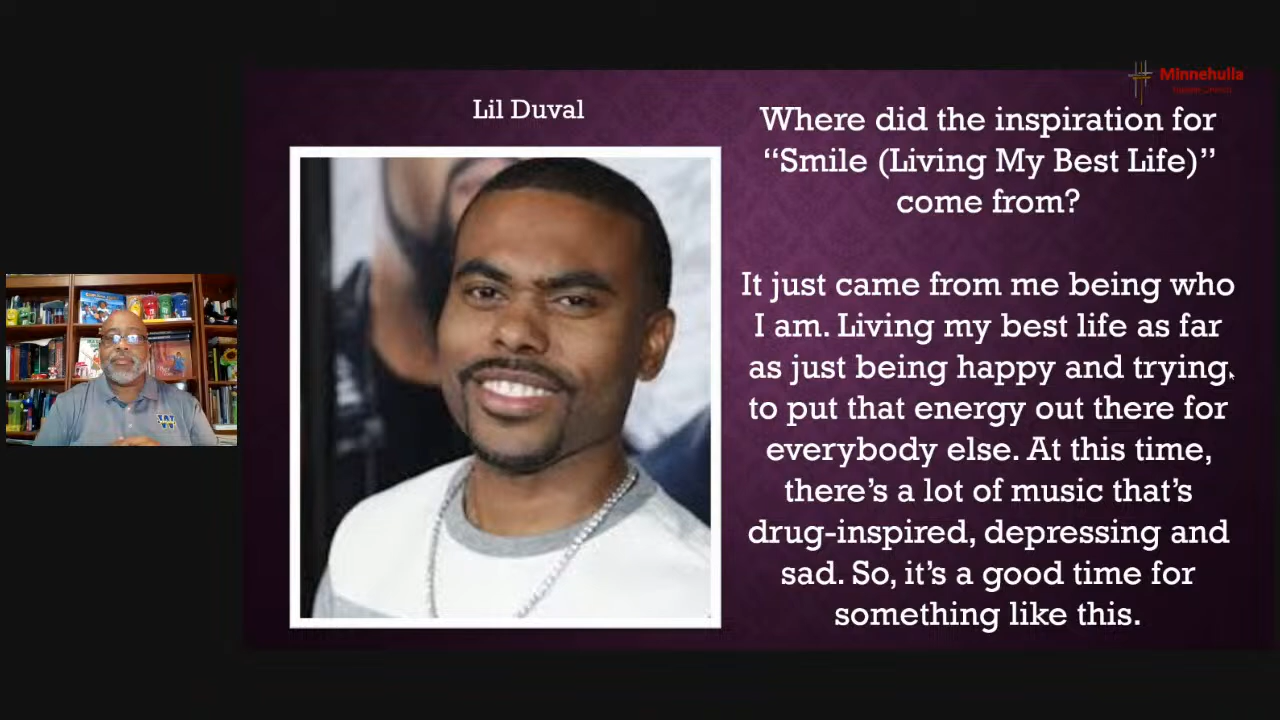 Minnehulla
Baptist Church
Lil Duval
Where did the inspiration for
“Smile (Living My Best Life)”
come from?
It just came from me being who
I am. Living my best life as far
as just being happy and trying
to put that energy out there for
everybody else. At this time,
there’s a lot of music that’s
drug-inspired, depressing and
sad. So, it’s a good time for
something like this.